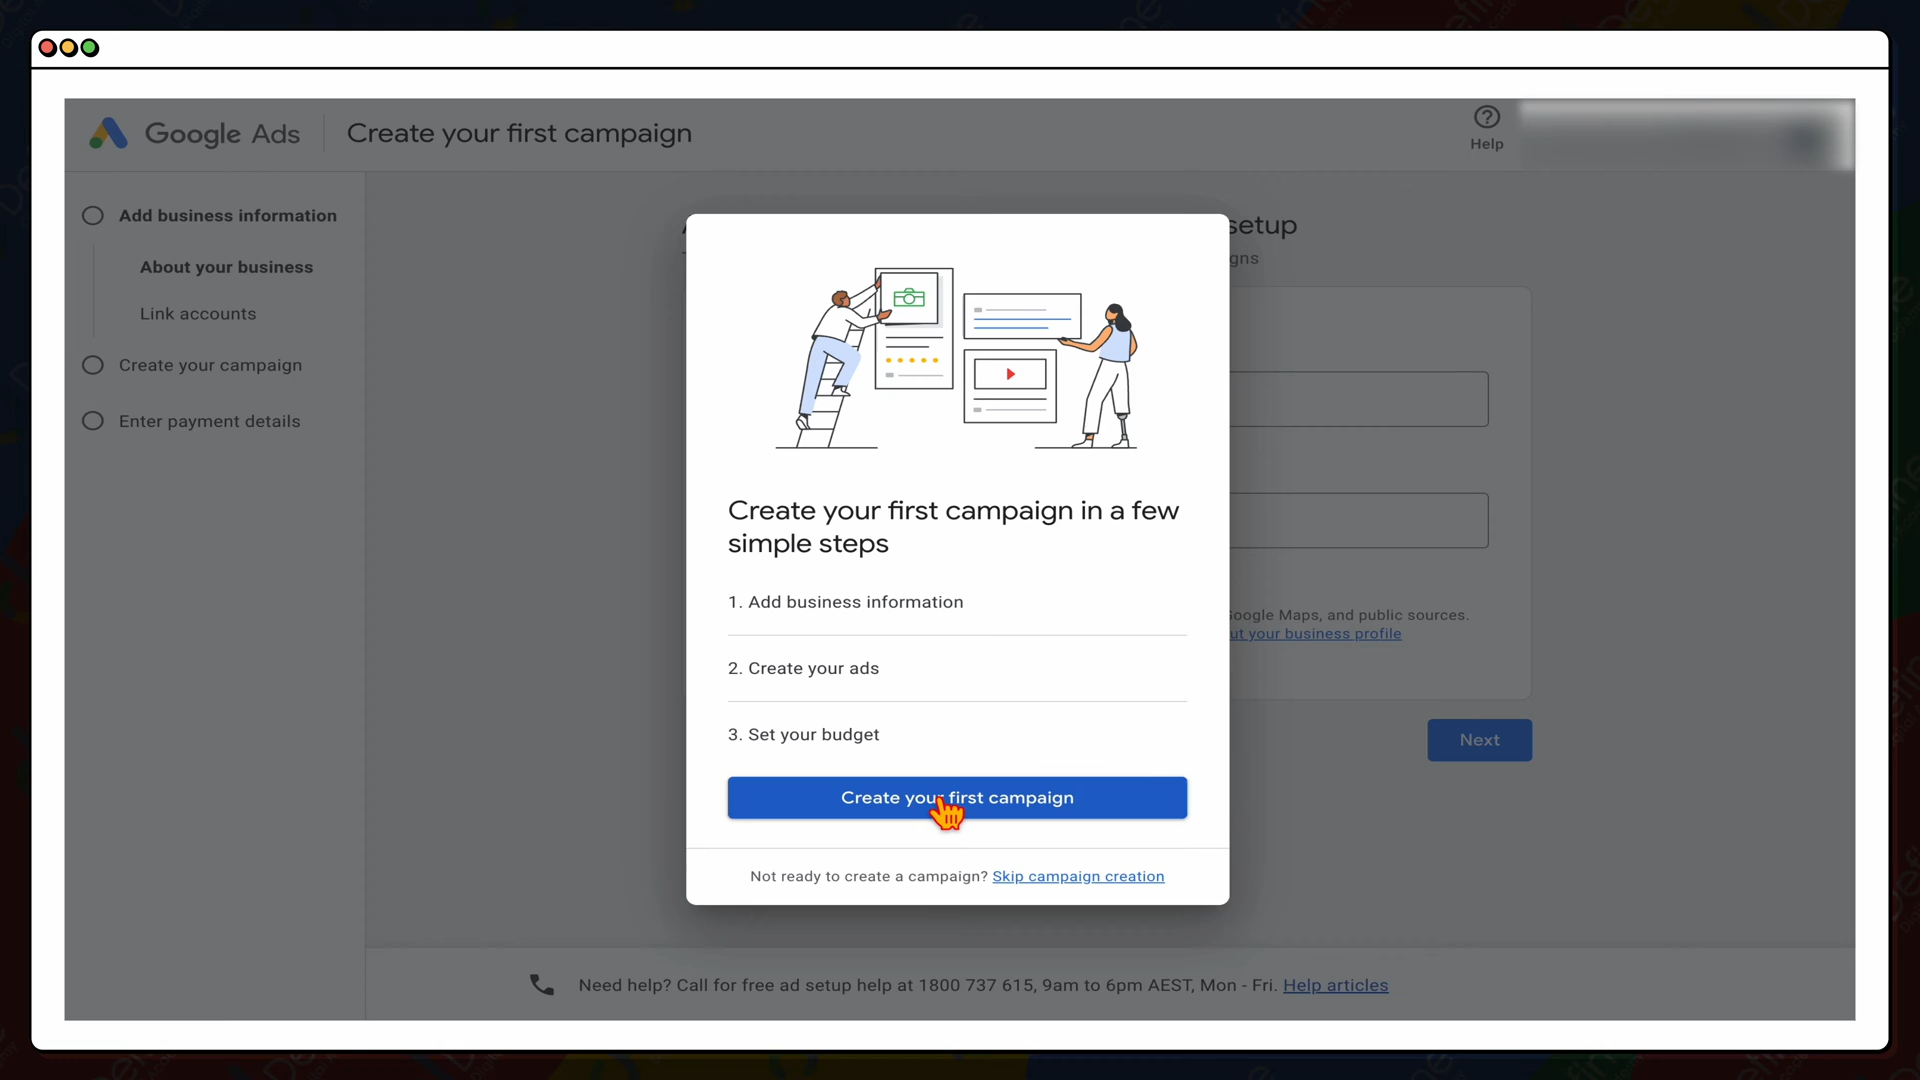 Google Ads
Create your first campaign
Help
Add business information
About your business
Link accounts
Create your campaign
Enter payment details
setup
gns
Create your first campaign in a few
simple steps
1. Add business information
2. Create your ads
3. Set your budget
Create your first campaign
Not ready to create a campaign? Skip campaign creation
Google Maps, and public sources.
ut your business profile
Next
Need help? Call for free ad setup help at 1800 737 615, 9am to 6pm AEST, Mon - Fri. Help articles